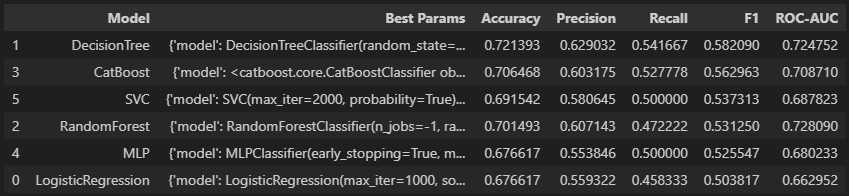 Model Best Params Accuracy Precision Recall F1 ROC-AUC
1 DecisionTree {'model': DecisionTreeClassifier(random_state=... 0.721393 0.629032 0.541667 0.582090 0.724752
3 CatBoost {'model': <catboost.core.CatBoostClassifier ob... 0.706468 0.603175 0.527778 0.562963 0.708710
5 SVC {'model': SVC(max_iter=2000, probability=True)... 0.691542 0.580645 0.500000 0.537313 0.687823
2 RandomForest {'model': RandomForestClassifier(n_jobs=-1, ra... 0.701493 0.607143 0.472222 0.531250 0.728090
4 MLP {'model': MLPClassifier(early_stopping=True, m... 0.676617 0.553846 0.500000 0.525547 0.680233
0 LogisticRegression {'model': LogisticRegression(max_iter=1000, so... 0.676617 0.559322 0.458333 0.503817 0.662952